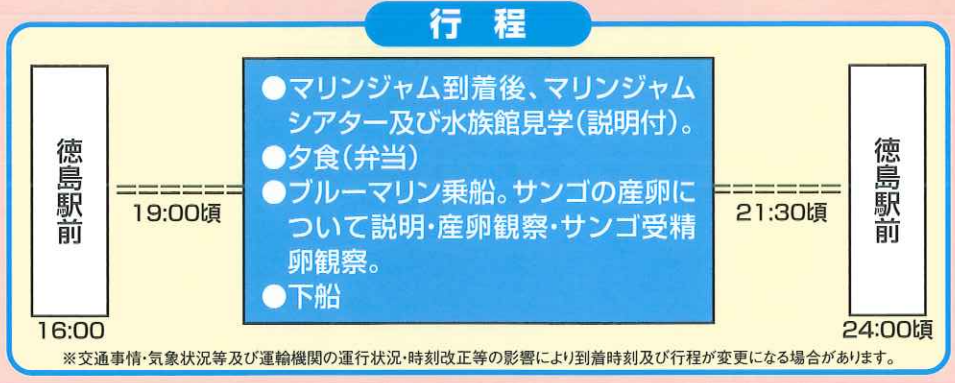 行程
徳島駅前
16:00
19:00頃
●マリンジャム到着後、マリンジャム
シアター及び水族館見学(説明付)。
●夕食(弁当)
●ブルーマリン乗船。サンゴの産卵に
ついて説明・産卵観察・サンゴ受精
卵観察。
●下船
21:30頃
徳島駅前
24:00頃
※交通事情・気象状況等及び運輸機関の運行状況・時刻改正等の影響により到着時刻及び行程が変更になる場合があります。